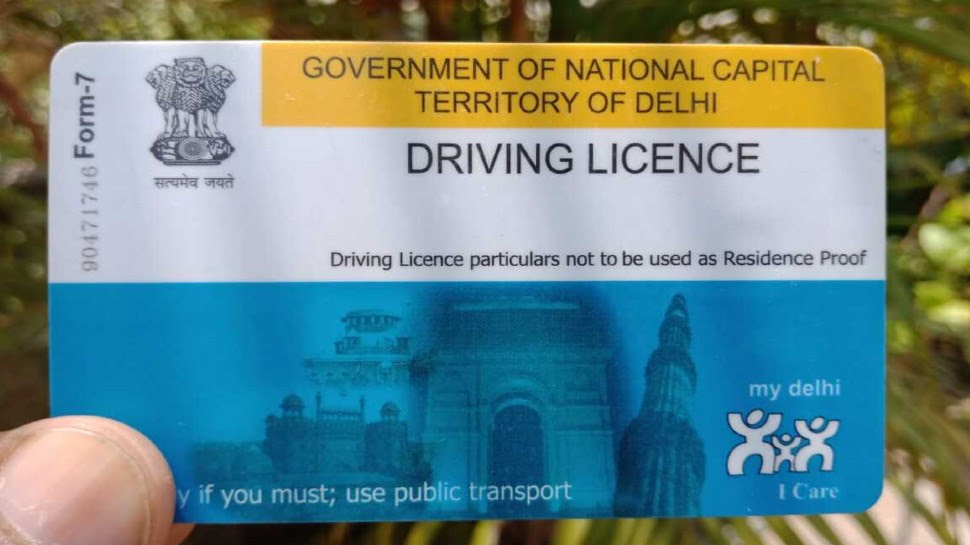 90471746 Form-7
सत्यमेव जयते
GOVERNMENT OF NATIONAL CAPITAL
TERRITORY OF DELHI
DRIVING LICENCE
Driving Licence particulars not to be used as Residence Proof
my delhi
I Care
if you must; use public transport